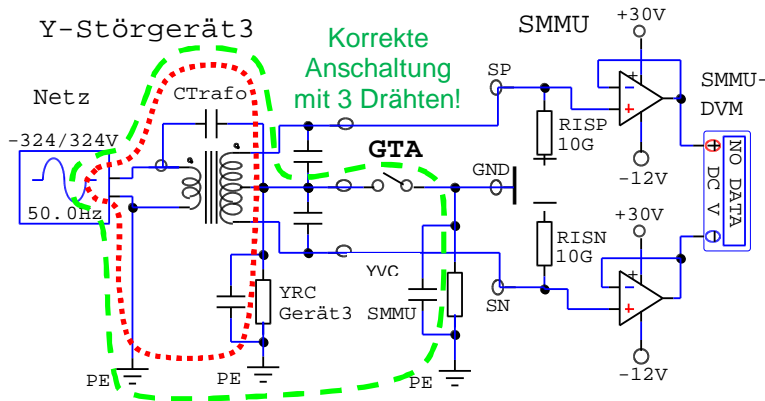 Y-Störgerät3
Korrekte
Anschaltung
mit 3 Drähten!
SMMU
+30V
SP
SMMU-
DVM
Netz
CTrafo
-324/324V
50.0Hz
GTA
RISP
10G
GND
-12V
NO DATA
DC V
+30V
RISN
10G
YRC
Gerät3
YVC
SMMU
SN
PE
PE
PE
-12V